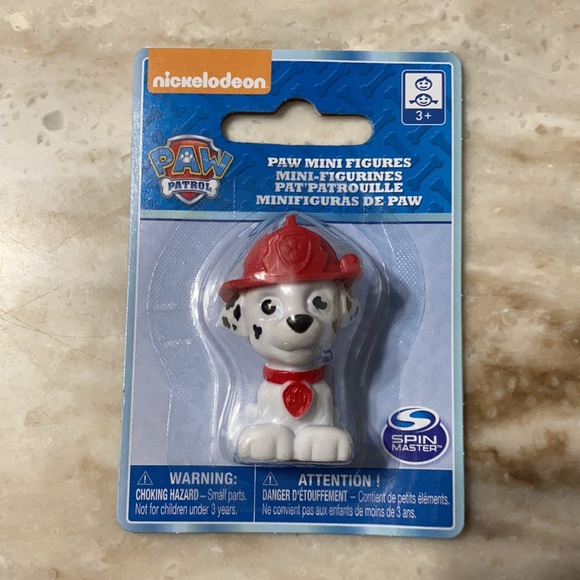 nickelodeon
3+
PAW
PATROL
PAW MINI FIGURES
MINI-FIGURINES
PAT'PATROUILLE
MINIFIGURAS DE PAW
SPIN
MASTER™
WARNING:
CHOKING HAZARD – Small parts.
Not for children under 3 years.
ATTENTION !
DANGER D'ÉTOUFFEMENT – Contient de petits éléments.
Ne convient pas aux enfants de moins de 3 ans.